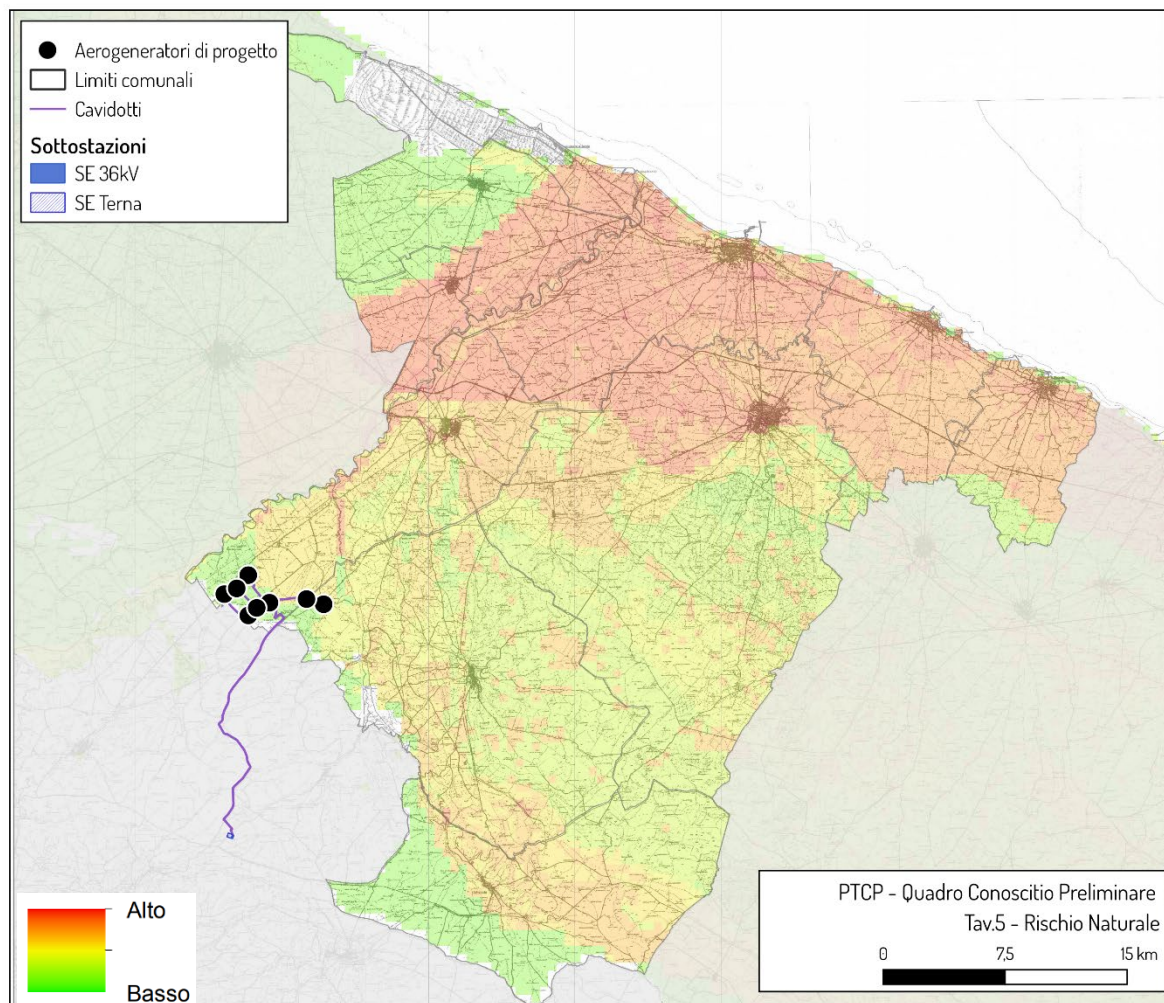 Aerogeneratori di progetto
Limiti comunali
Cavidotti
Sottostazioni
SE 36kV
SE Terna
Alto
Basso
PTCP - Quadro Conoscitio Preliminare
Tav.5 - Rischio Naturale
0 7,5 15 km